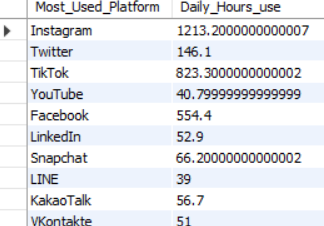 Most_Used_Platform Daily_Hours_use
Instagram 1213.2000000000007
Twitter 146.1
TikTok 823.3000000000002
YouTube 40.79999999999999
Facebook 554.4
LinkedIn 52.9
Snapchat 66.20000000000002
LINE 39
KakaoTalk 56.7
VKontakte 51